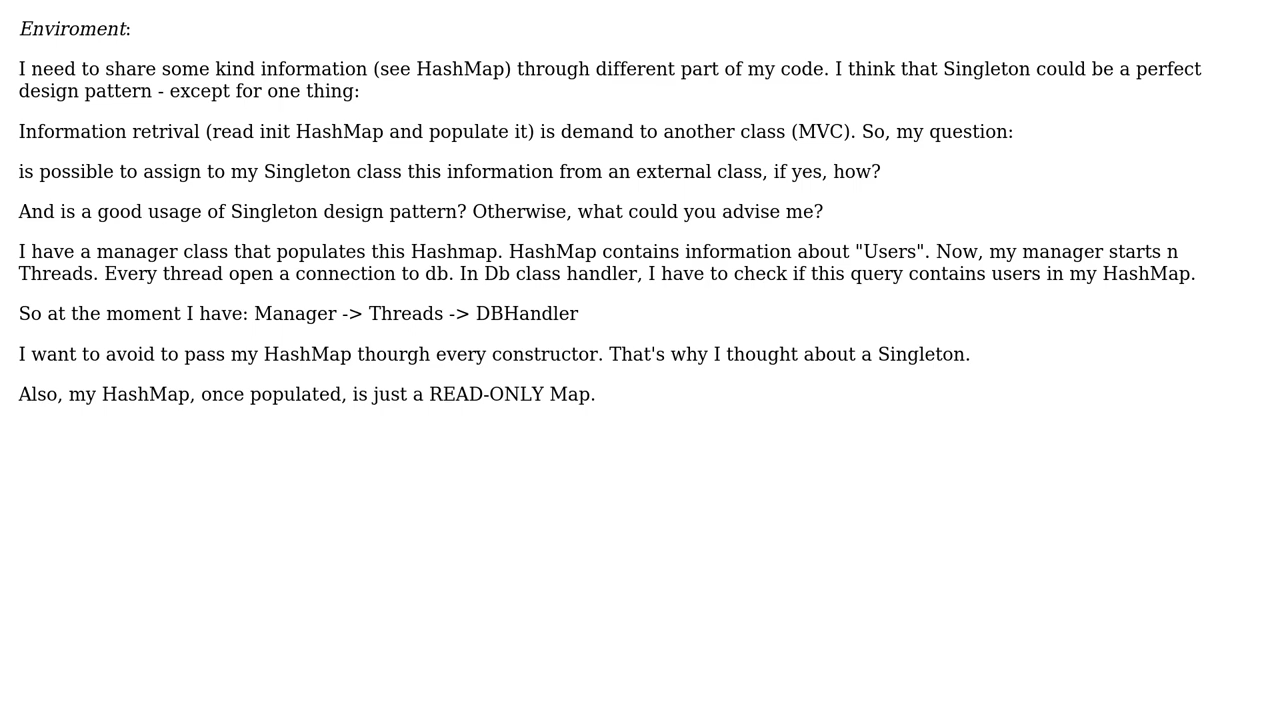 Enviroment:
I need to share some kind information (see HashMap) through different part of my code. I think that Singleton could be a perfect
design pattern - except for one thing:
Information retrival (read init HashMap and populate it) is demand to another class (MVC). So, my question:
is possible to assign to my Singleton class this information from an external class, if yes, how?
And is a good usage of Singleton design pattern? Otherwise, what could you advise me?
I have a manager class that populates this Hashmap. HashMap contains information about "Users". Now, my manager starts n
Threads. Every thread open a connection to db. In Db class handler, I have to check if this query contains users in my HashMap.
So at the moment I have: Manager -> Threads -> DBHandler
I want to avoid to pass my HashMap thourgh every constructor. That's why I thought about a Singleton.
Also, my HashMap, once populated, is just a READ-ONLY Map.